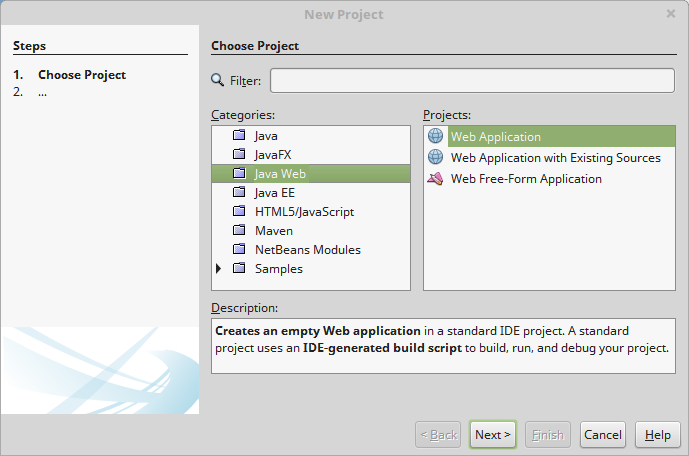 New Project
Steps
1. Choose Project
2. ...
Choose Project
Filter:
Categories:
Java
JavaFX
Java Web
Java EE
HTML5/JavaScript
Maven
NetBeans Modules
Samples
Projects:
Web Application
Web Application with Existing Sources
Web Free-Form Application
Description:
Creates an empty Web application in a standard IDE project. A standard
project uses an IDE-generated build script to build, run, and debug your project.
< Back
Next >
Finish
Cancel
Help